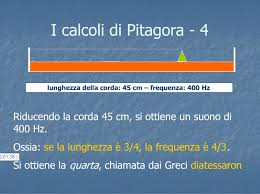 I calcoli di Pitagora - 4
lunghezza della corda: 45 cm – frequenza: 400 Hz
Riducendo la corda 45 cm, si ottiene un suono di
400 Hz.
Ossia: se la lunghezza è 3/4, la frequenza è 4/3.
Si ottiene la quarta, chiamata dai Greci diatessaron